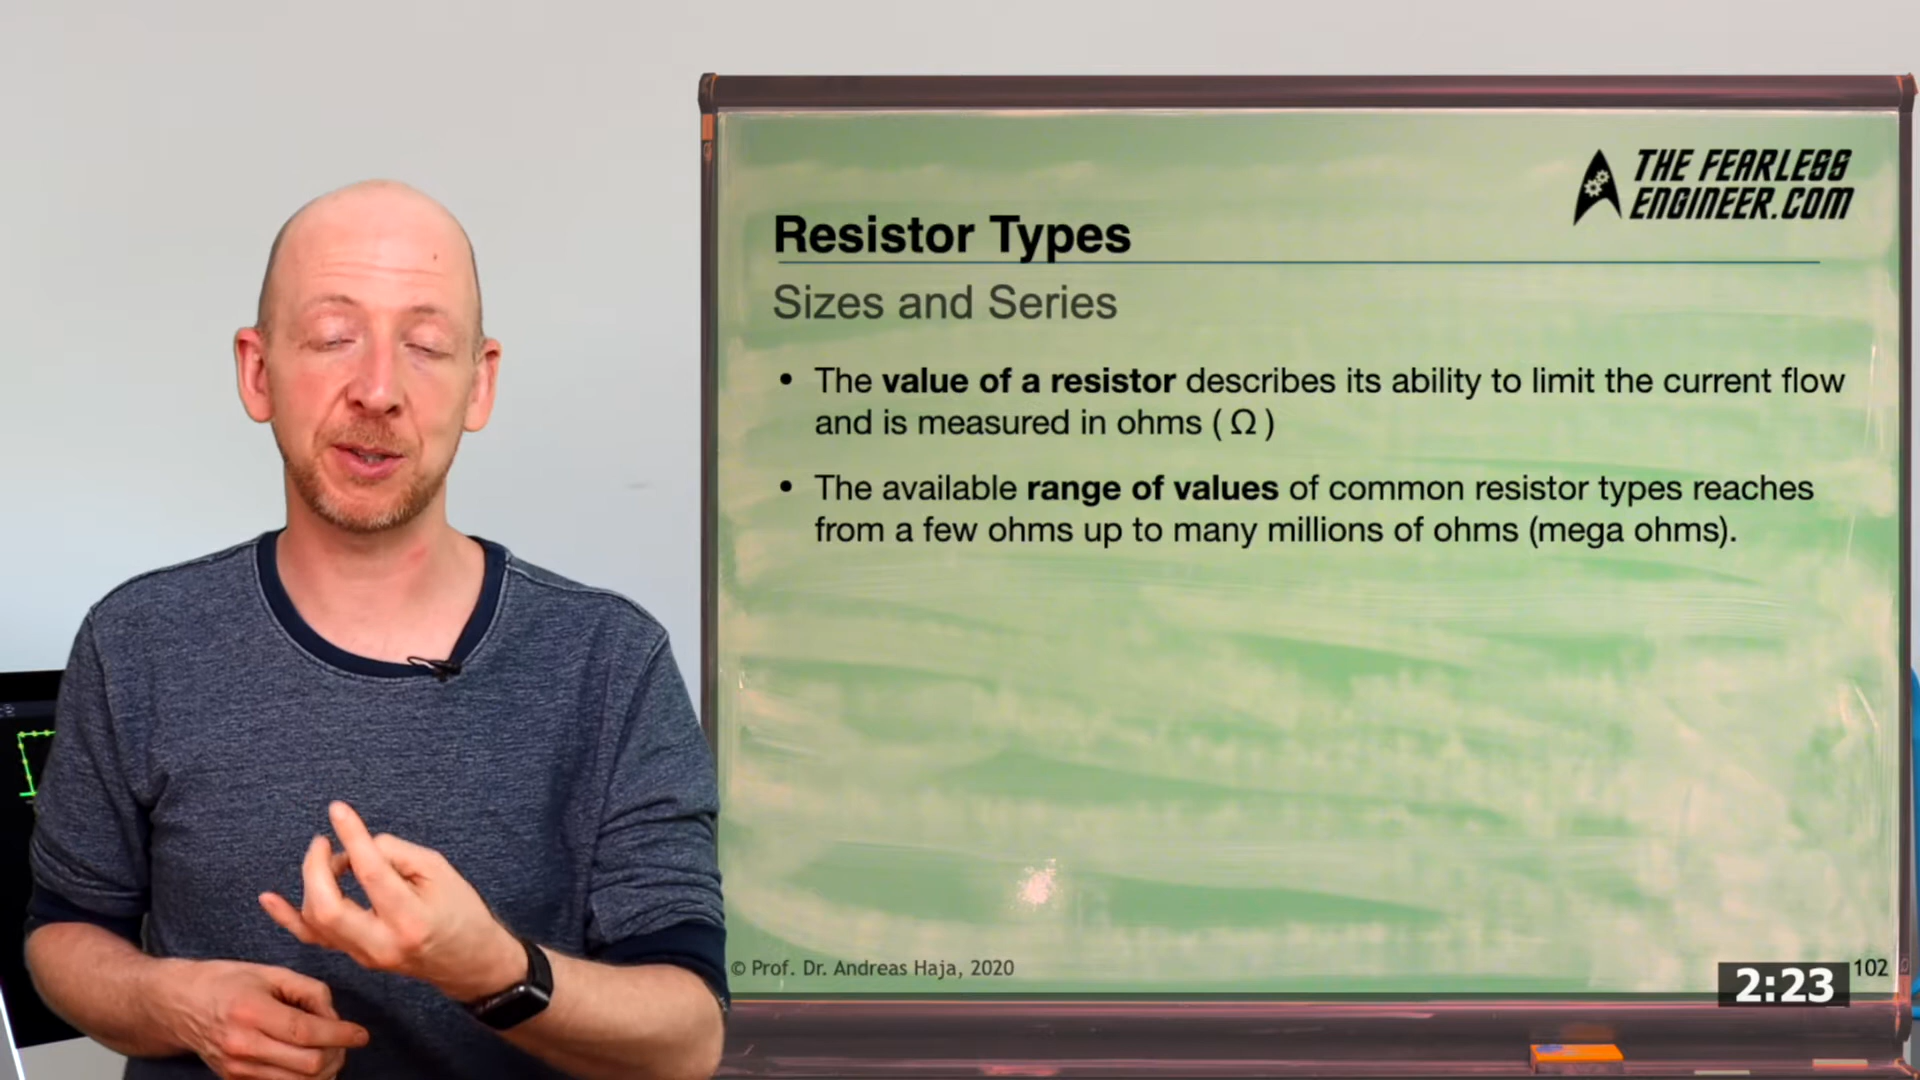 THE FEARLESS
ENGINEER.COM
Resistor Types
Sizes and Series
• The value of a resistor describes its ability to limit the current flow
and is measured in ohms ( Ω )
• The available range of values of common resistor types reaches
from a few ohms up to many millions of ohms (mega ohms).
© Prof. Dr. Andreas Haja, 2020
102
2:23